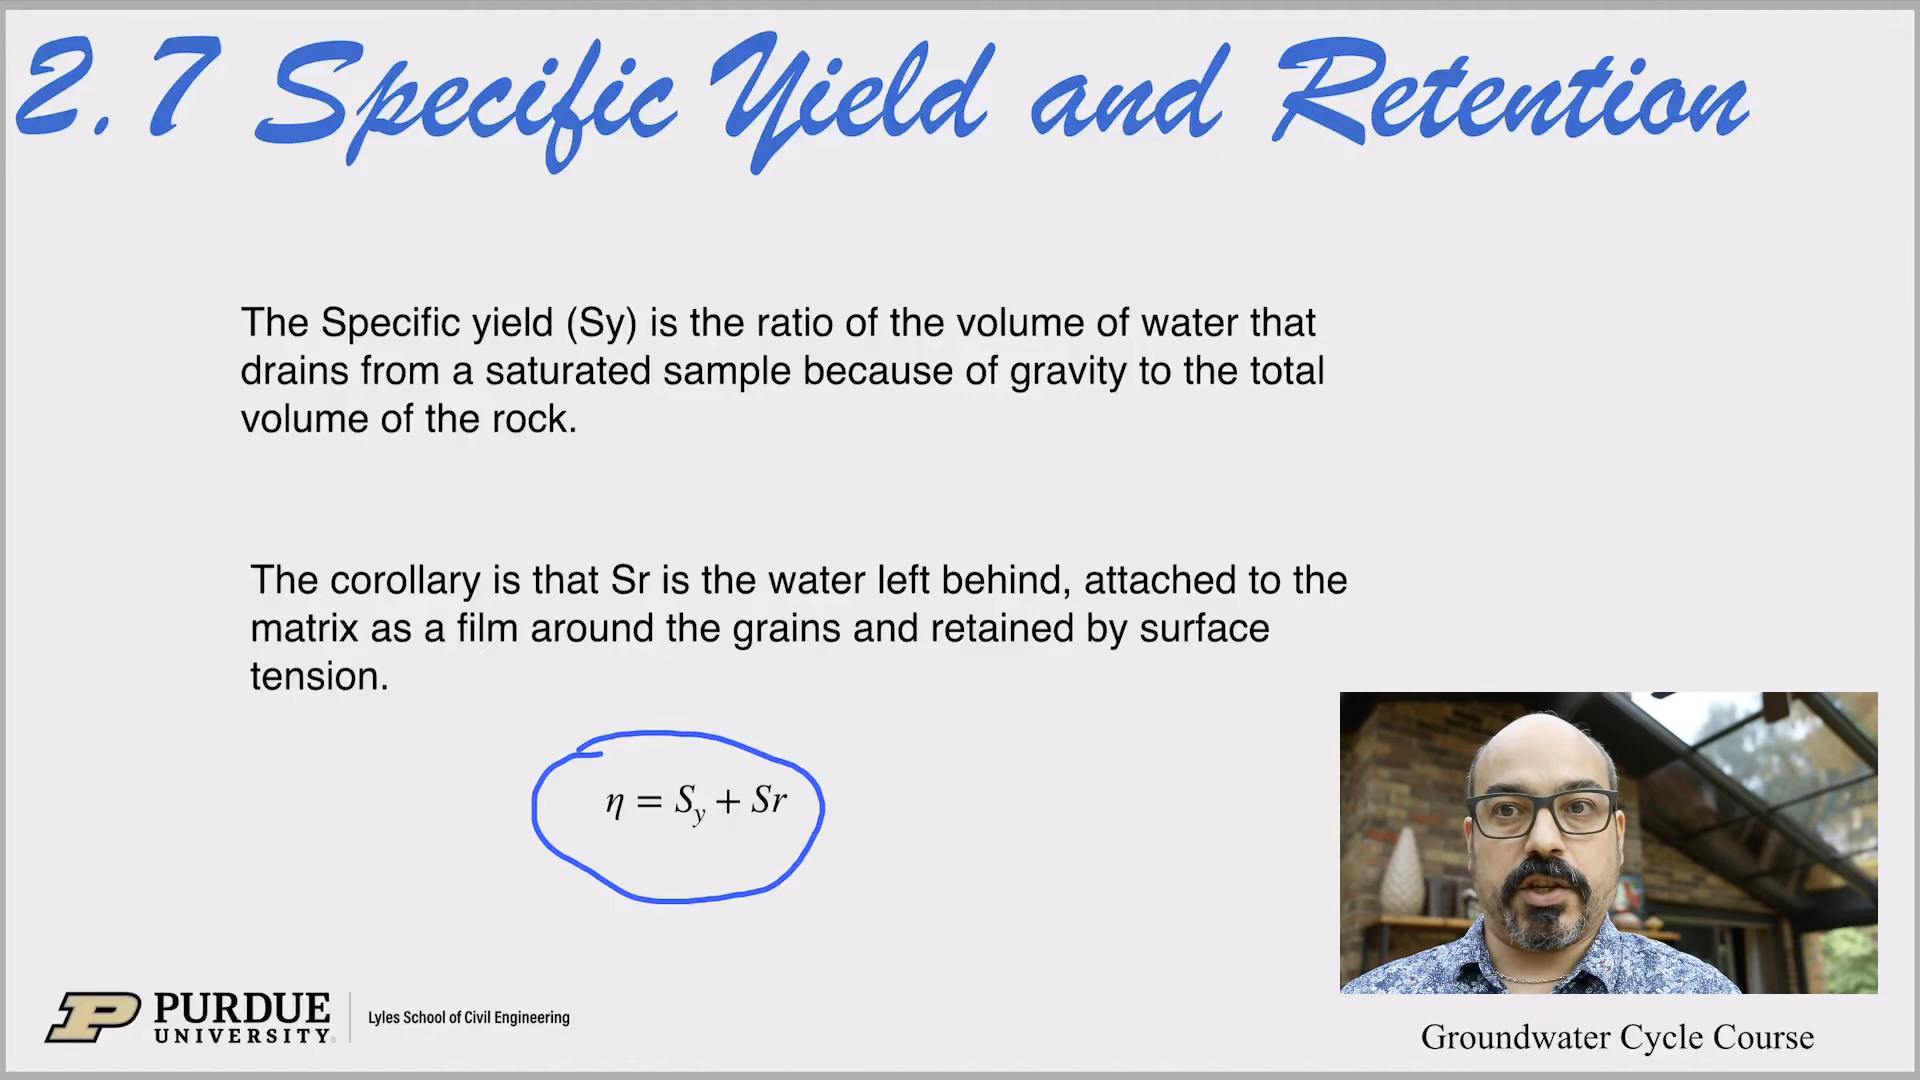 2.7 Specific Yield and Retention
The Specific yield (Sy) is the ratio of the volume of water that
drains from a saturated sample because of gravity to the total
volume of the rock.
The corollary is that Sr is the water left behind, attached to the
matrix as a film around the grains and retained by surface
tension.
η = Sy + Sr
PURDUE
UNIVERSITY
Lyles School of Civil Engineering
Groundwater Cycle Course